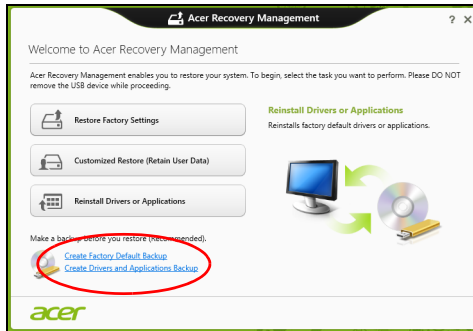 Acer Recovery Management
? X
Welcome to Acer Recovery Management
Acer Recovery Management enables you to restore your system. To begin, select the task you want to perform. Please DO NOT
remove the USB device while proceeding.
Restore Factory Settings
Customized Restore (Retain User Data)
Reinstall Drivers or Applications
Reinstall Drivers or Applications
Reinstalls factory default drivers or applications.
Make a backup before you restore (Recommended).
Create Factory Default Backup
Create Drivers and Applications Backup
acer